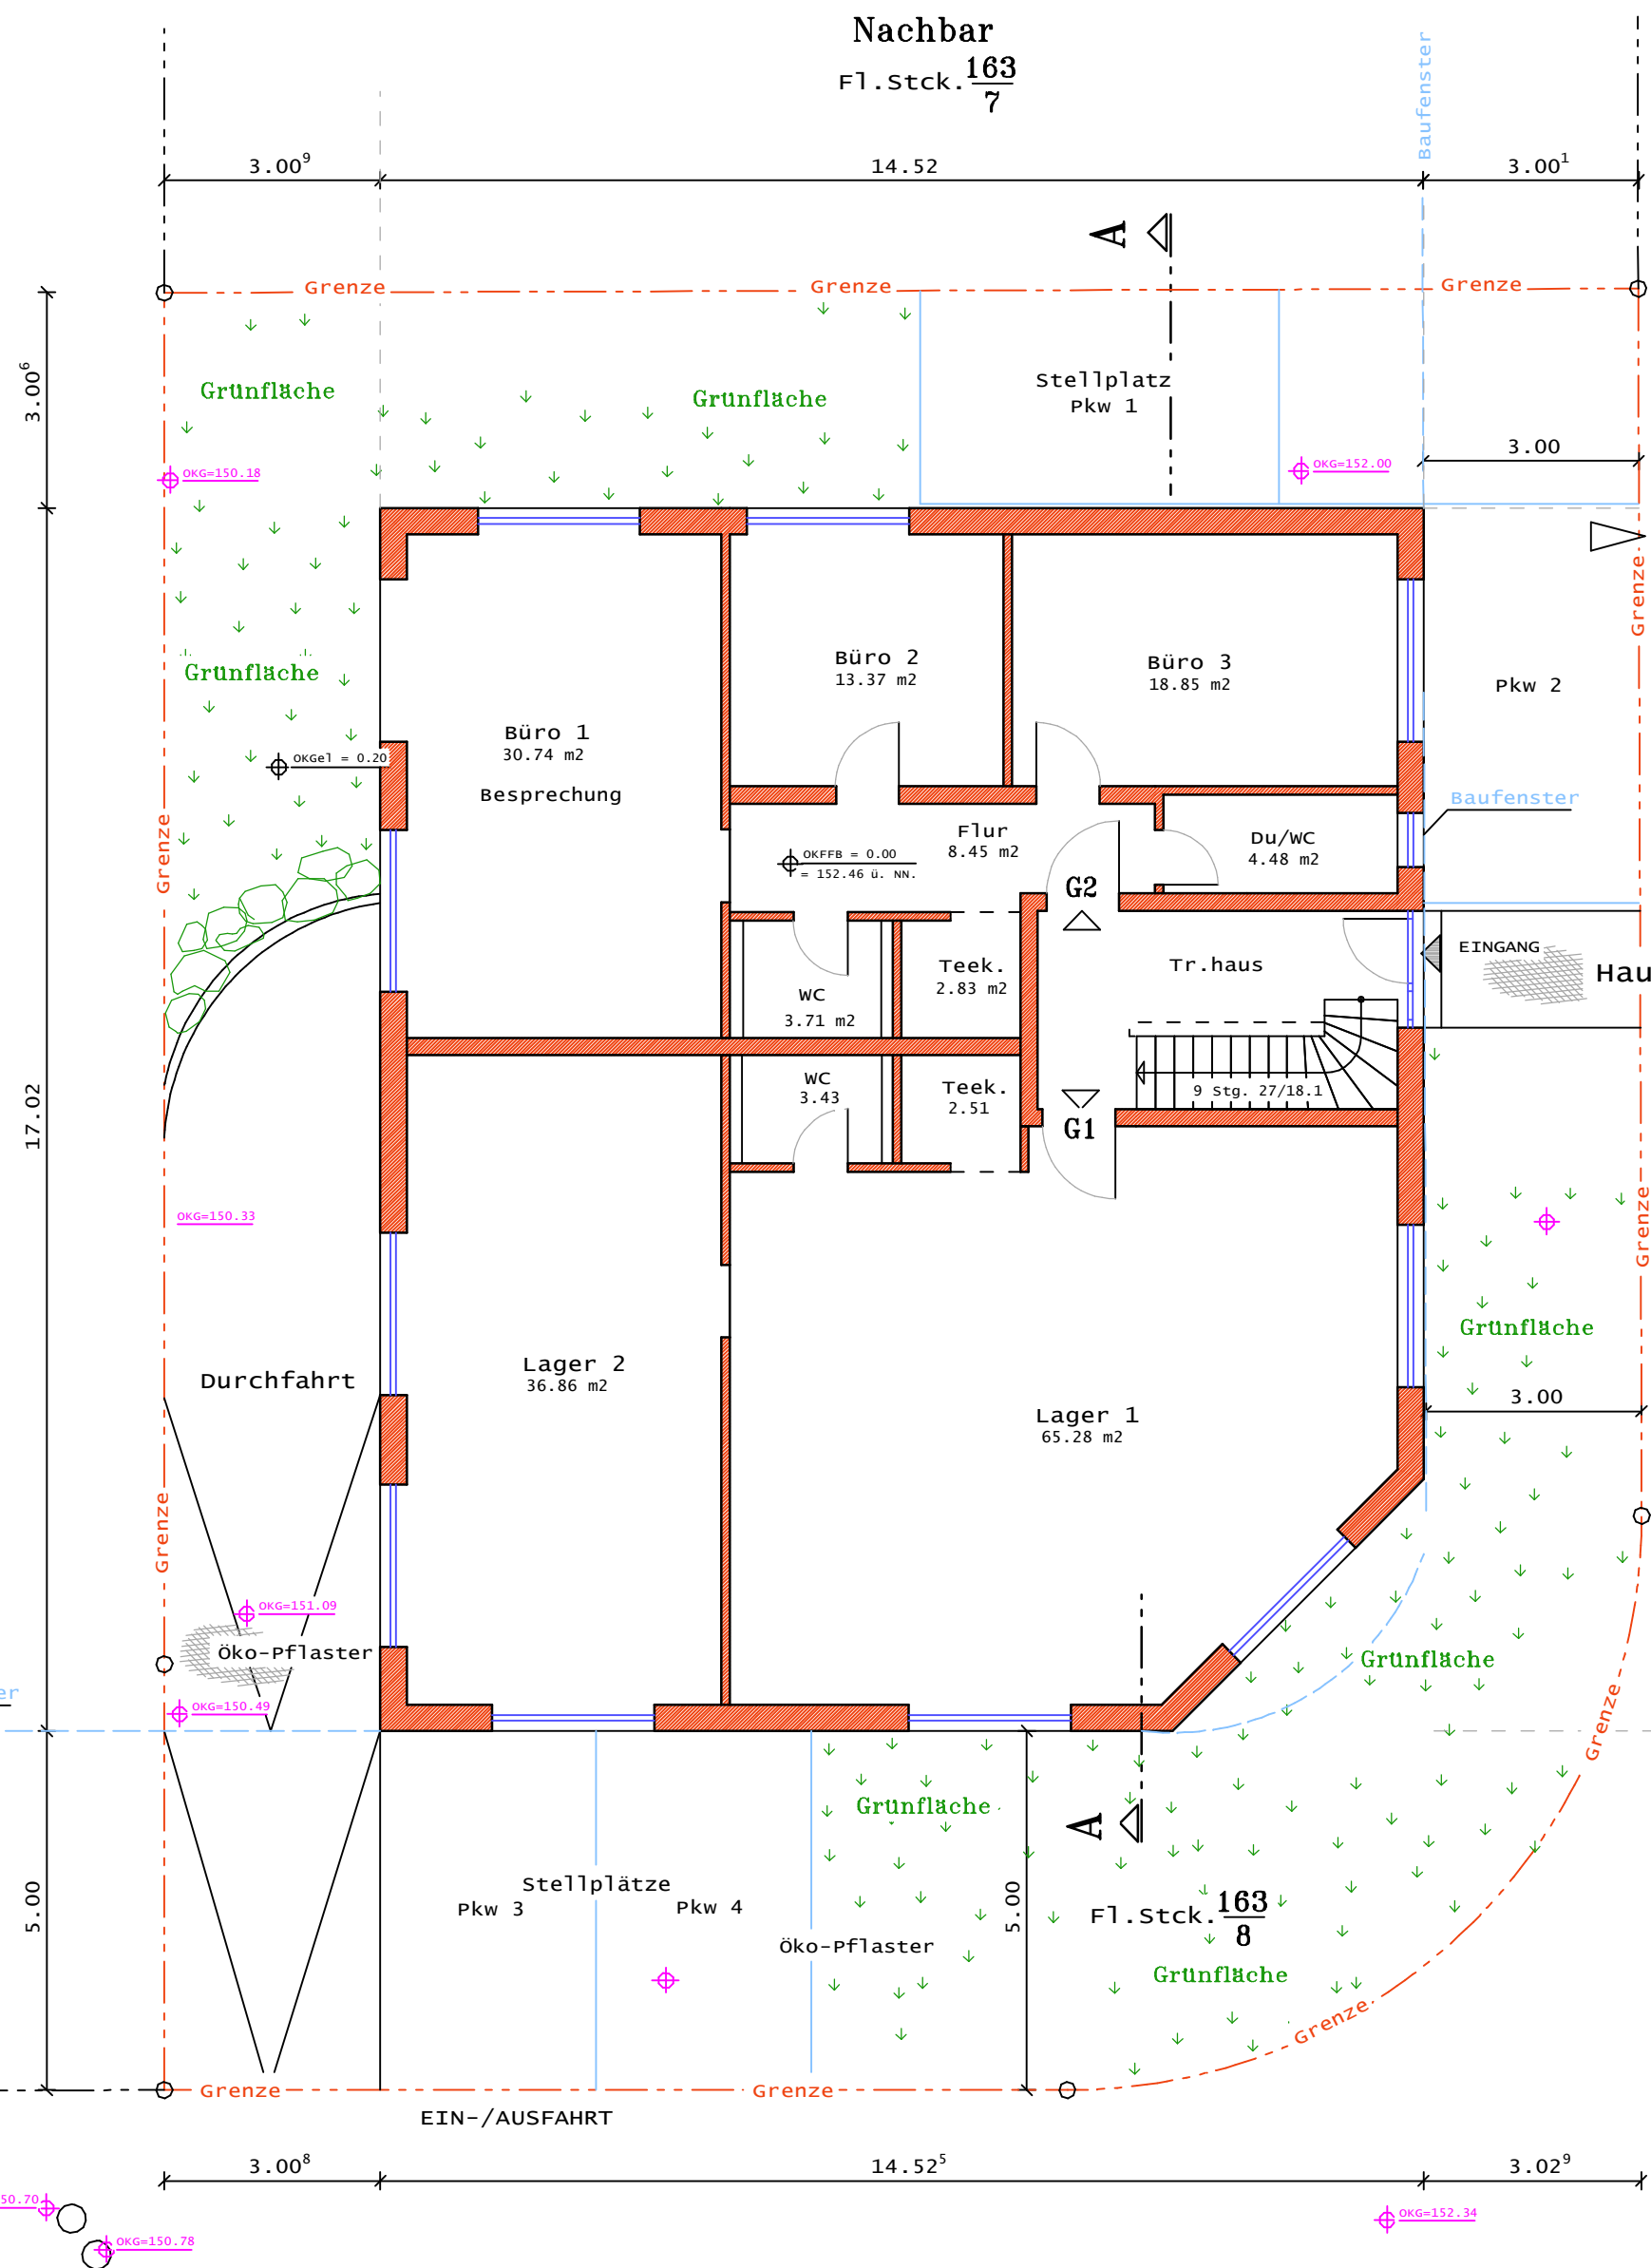 Nachbar
Fl.Stck. 163/7
Baufenster
3.00⁹
14.52
3.00¹
A
Grenze
Grenze
Grenze
3.00⁶
Grünfläche
Grünfläche
Stellplatz
Pkw 1
3.00
OKG=150.18
OKG=152.00
Grenze
Grünfläche
Büro 2
13.37 m2
Büro 3
18.85 m2
Pkw 2
Büro 1
30.74 m2
Besprechung
OKGel = 0.20
Baufenster
Grenze
Flur
8.45 m2
Du/WC
4.48 m2
OKFFB = 0.00
= 152.46 ü. NN.
G2
EINGANG
Hau
Tr.haus
Teek.
2.83 m2
WC
3.71 m2
17.02
WC
3.43
Teek.
2.51
9 Stg. 27/18.1
G1
OKG=150.33
Grenze
Grünfläche
Durchfahrt
Lager 2
36.86 m2
3.00
Lager 1
65.28 m2
Grenze
OKG=151.09
Öko-Pflaster
Grünfläche
er
OKG=150.49
Grenze
Grünfläche
A
Stellplätze
Pkw 3
Pkw 4
5.00
5.00
Fl.Stck. 163/8
Öko-Pflaster
Grünfläche
Grenze
Grenze
Grenze
EIN-/AUSFAHRT
3.00⁸
14.52⁵
3.02⁹
50.70
OKG=152.34
OKG=150.78